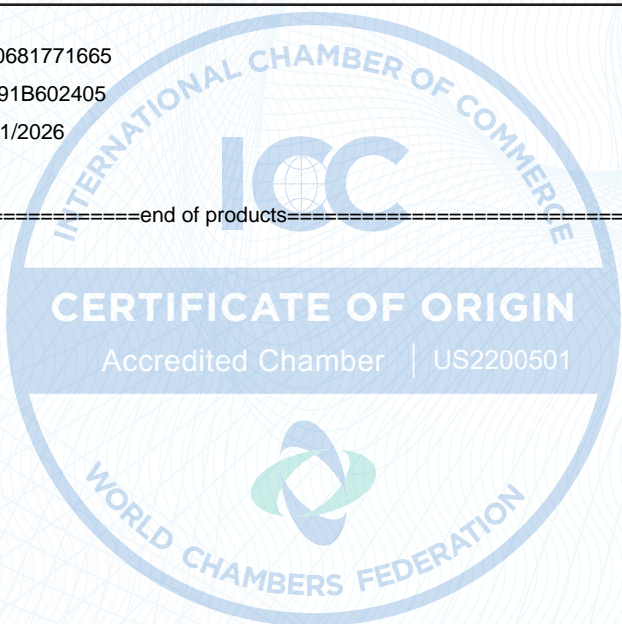 0681771665
91B602405
1/2026
===========end of products===========================
INTERNATIONAL CHAMBER OF COMMERCE
ICC
CERTIFICATE OF ORIGIN
Accredited Chamber | US2200501
WORLD CHAMBERS FEDERATION